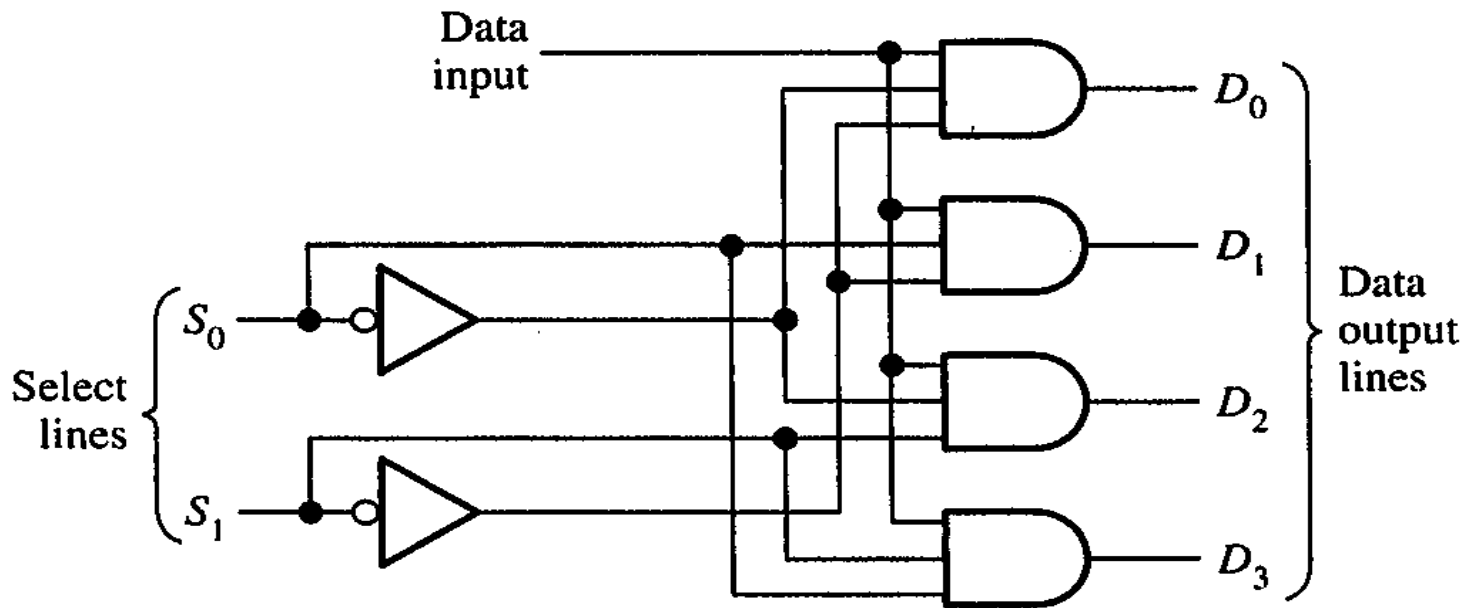 Data
input
D₀
D₁
S₀
Data
output
lines
Select
lines
D₂
S₁
D₃